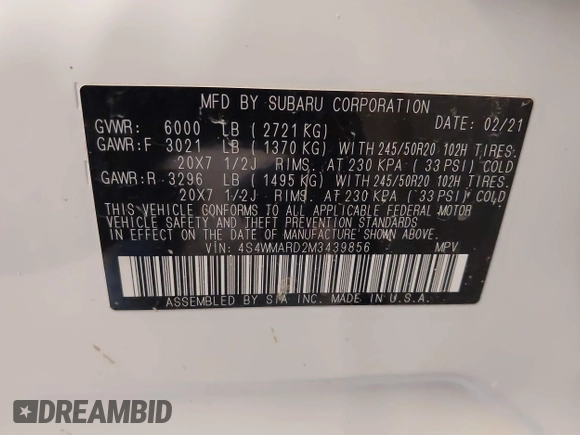 MFD BY SUBARU CORPORATION
GVWR: 6000 LB (2721 KG) DATE: 02/21
GAWR:F 3021 LB (1370 KG) WITH 245/50R20 102H TIRES.
20X7 1/2J RIMS. AT 230 KPA (33 PSI) COLD
GAWR:R 3296 LB (1495 KG) WITH 245/50R20 102H TIRES.
20X7 1/2J RIMS. AT 230 KPA (33 PSI) COLD
THIS VEHICLE CONFORMS TO ALL APPLICABLE FEDERAL MOTOR
VEHICLE SAFETY AND THEFT PREVENTION STANDARDS
IN EFFECT ON THE DATE OF MANUFACTURE SHOWN ABOVE.
VIN: 4S4WMARD2M3439856 MPV
ASSEMBLED BY SIA INC. MADE IN U.S.A.
DREAMBID